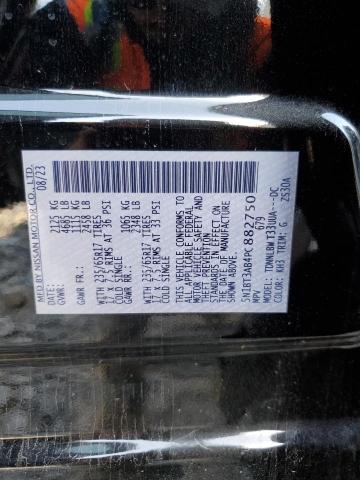 MFD BY NISSAN MOTOR CO., LTD.
08/23
GVWR: 2125 KG
4685 LB
GAWR FR.: 1115 KG
2458 LB
WITH 235/65R17 TIRES
17 RIMS AT 36 PSI
COLD SINGLE
GAWR RR.: 1065 KG
2348 LB
WITH 235/65R17 TIRES
RIMS AT 33 PSI
COLD SINGLE
THIS VEHICLE CONFORMS TO
ALL APPLICABLE FEDERAL
MOTOR VEHICLE SAFETY AND
THEFT PREVENTION
STANDARDS IN EFFECT ON
THE DATE OF MANUFACTURE
SHOWN ABOVE.
5N1BT3AB4PC882750
MPV 679
MODEL: TDNNLBW T33UUA---DC
COLOR: KH3 TRIM: G 2S30A